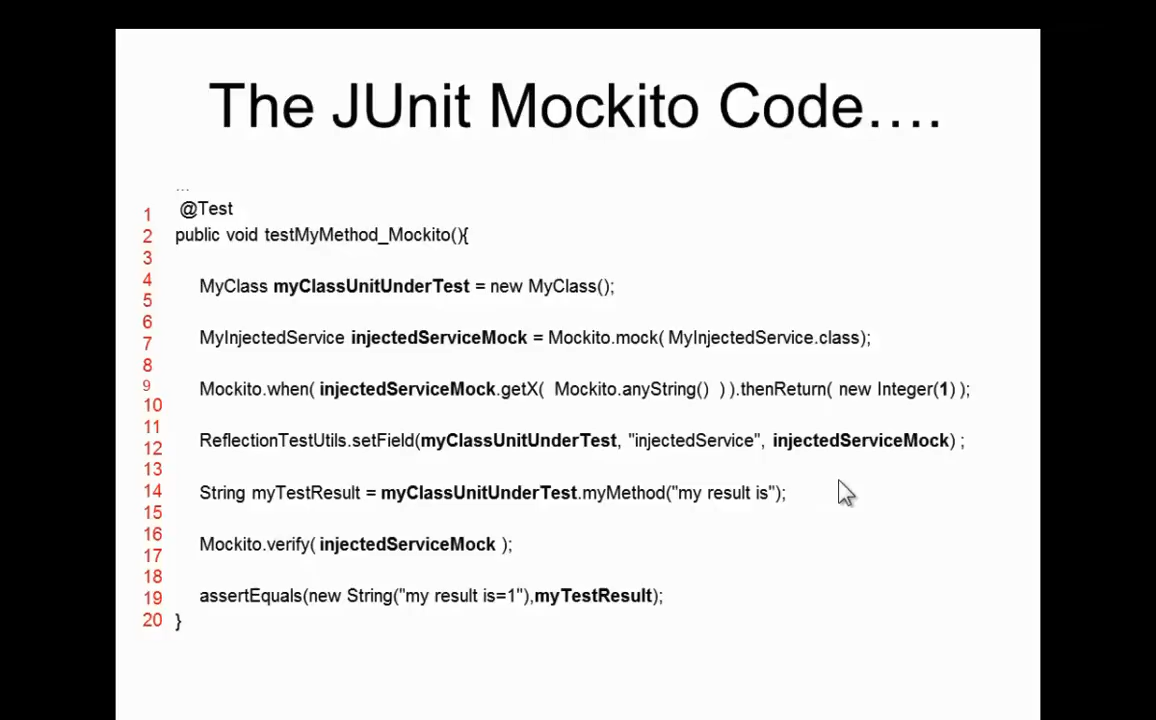 The JUnit Mockito Code....
...
1 @Test
2 public void testMyMethod_Mockito(){
3
4 MyClass myClassUnitUnderTest = new MyClass();
5
6
7 MyInjectedService injectedServiceMock = Mockito.mock( MyInjectedService.class);
8
9 Mockito.when( injectedServiceMock.getX( Mockito.anyString() ) ).thenReturn( new Integer(1) );
10
11
12 ReflectionTestUtils.setField(myClassUnitUnderTest, "injectedService", injectedServiceMock) ;
13
14 String myTestResult = myClassUnitUnderTest.myMethod("my result is");
15
16 Mockito.verify( injectedServiceMock );
17
18
19 assertEquals(new String("my result is=1"),myTestResult);
20 }